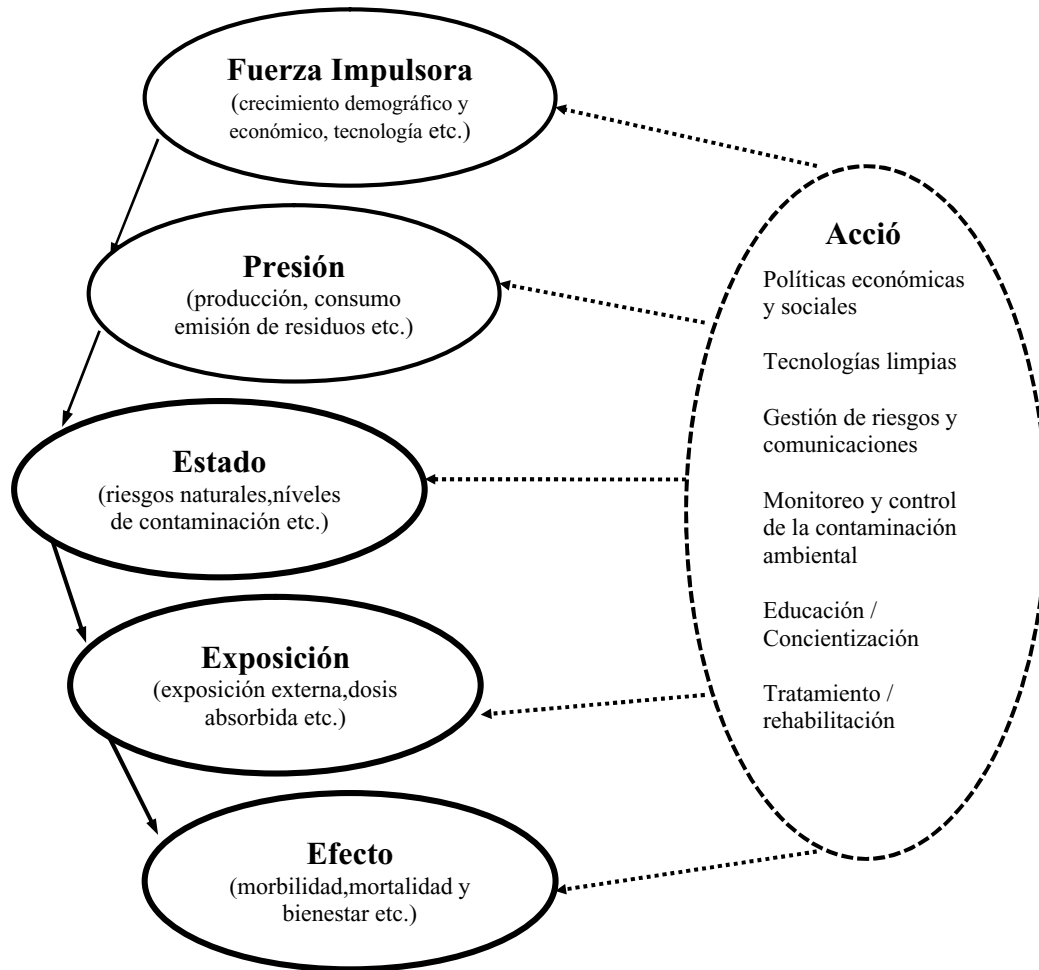 Fuerza Impulsora
(crecimiento demográfico y
económico, tecnología etc.)
Presión
(producción, consumo
emisión de residuos etc.)
Estado
(riesgos naturales,níveles
de contaminación etc.)
Exposición
(exposición externa,dosis
absorbida etc.)
Efecto
(morbilidad,mortalidad y
bienestar etc.)
Acció
Políticas económicas
y sociales
Tecnologías limpias
Gestión de riesgos y
comunicaciones
Monitoreo y control
de la contaminación
ambiental
Educación /
Concientización
Tratamiento /
rehabilitación